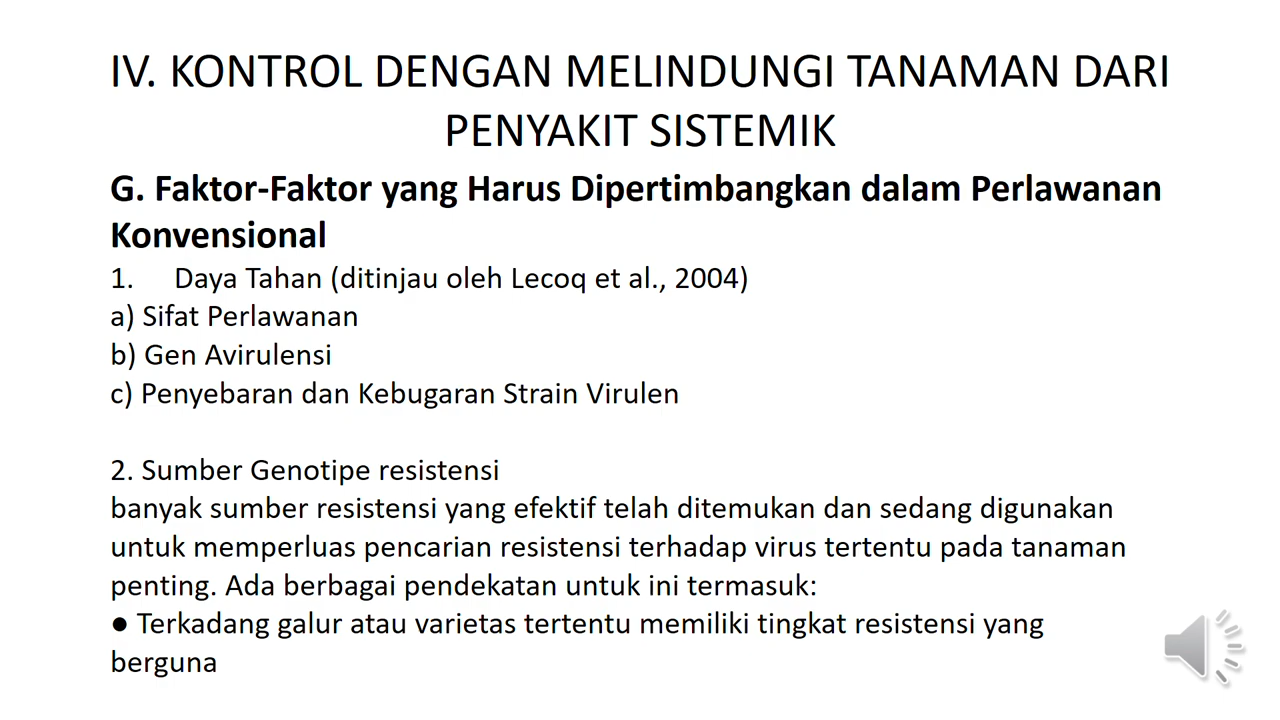 IV. KONTROL DENGAN MELINDUNGI TANAMAN DARI
PENYAKIT SISTEMIK
G. Faktor-Faktor yang Harus Dipertimbangkan dalam Perlawanan
Konvensional
1. Daya Tahan (ditinjau oleh Lecoq et al., 2004)
a) Sifat Perlawanan
b) Gen Avirulensi
c) Penyebaran dan Kebugaran Strain Virulen
2. Sumber Genotipe resistensi
banyak sumber resistensi yang efektif telah ditemukan dan sedang digunakan
untuk memperluas pencarian resistensi terhadap virus tertentu pada tanaman
penting. Ada berbagai pendekatan untuk ini termasuk:
● Terkadang galur atau varietas tertentu memiliki tingkat resistensi yang
berguna